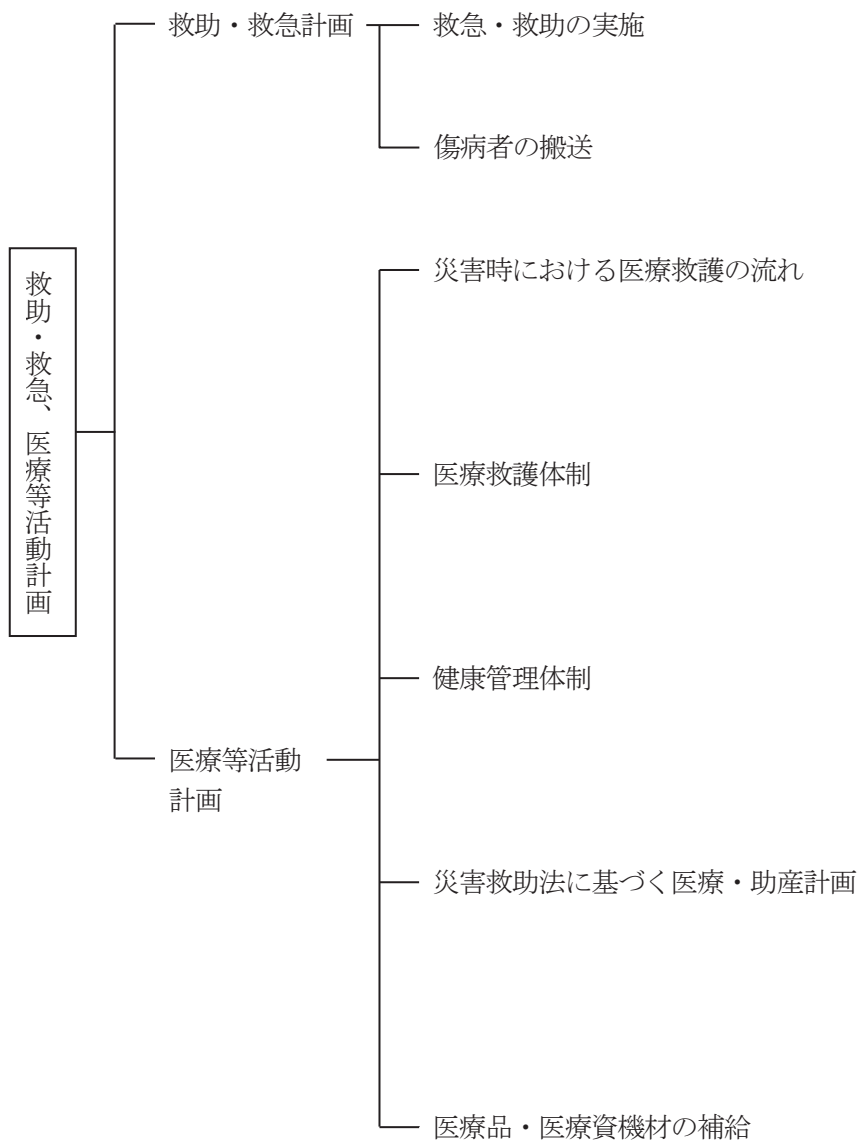 救助・救急、医療等活動計画
救助・救急計画
救急・救助の実施
傷病者の搬送
医療等活動
計画
災害時における医療救護の流れ
医療救護体制
健康管理体制
災害救助法に基づく医療・助産計画
医療品・医療資機材の補給